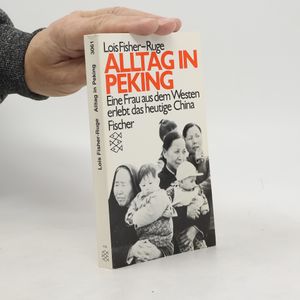 Lois Fisher-Ruge
ALLTAG IN
PEKING
Eine Frau aus dem Westen
erlebt das heutige China
Fischer
Lois Fisher-Ruge Alltag in Peking 3061